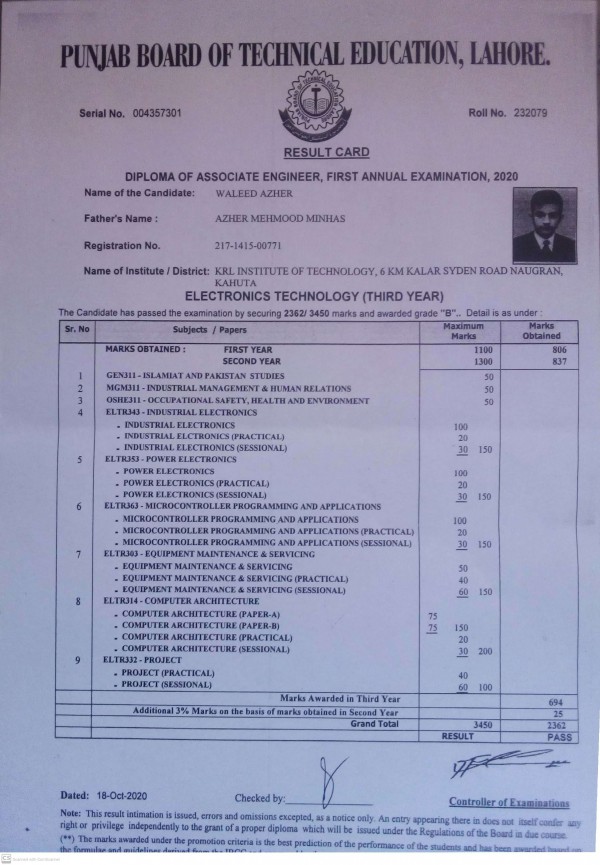 PUNJAB BOARD OF TECHNICAL EDUCATION, LAHORE.
Serial No. 004357301 Roll No. 232079
RESULT CARD
DIPLOMA OF ASSOCIATE ENGINEER, FIRST ANNUAL EXAMINATION, 2020
Name of the Candidate: WALEED AZHER
Father's Name : AZHER MEHMOOD MINHAS
Registration No. 217-1415-00771
Name of Institute / District: KRL INSTITUTE OF TECHNOLOGY, 6 KM KALAR SYDEN ROAD NAUGRAN,
KAHUTA
ELECTRONICS TECHNOLOGY (THIRD YEAR)
The Candidate has passed the examination by securing 2362/ 3450 marks and awarded grade "B".. Detail is as under :
Sr. No Subjects / Papers Maximum Marks Marks Obtained
MARKS OBTAINED : FIRST YEAR 1100 806
SECOND YEAR 1300 837
1 GEN311 - ISLAMIAT AND PAKISTAN STUDIES 50
2 MGM311 - INDUSTRIAL MANAGEMENT & HUMAN RELATIONS 50
3 OSHE311 - OCCUPATIONAL SAFETY, HEALTH AND ENVIRONMENT 50
4 ELTR343 - INDUSTRIAL ELECTRONICS
- INDUSTRIAL ELECTRONICS 100
- INDUSTRIAL ELCTRONICS (PRACTICAL) 20
- INDUSTRIAL ELECTRONICS (SESSIONAL) 30 150
5 ELTR353 - POWER ELECTRONICS
- POWER ELECTRONICS 100
- POWER ELECTRONICS (PRACTICAL) 20
- POWER ELECTRONICS (SESSIONAL) 30 150
6 ELTR363 - MICROCONTROLLER PROGRAMMING AND APPLICATIONS
- MICROCONTROLLER PROGRAMMING AND APPLICATIONS 100
- MICROCONTROLLER PROGRAMMING AND APPLICATIONS (PRACTICAL) 20
- MICROCONTROLLER PROGRAMMING AND APPLICATIONS (SESSIONAL) 30 150
7 ELTR303 - EQUIPMENT MAINTENANCE & SERVICING
- EQUIPMENT MAINTENANCE & SERVICING 50
- EQUIPMENT MAINTENANCE & SERVICING (PRACTICAL) 40
- EQUIPMENT MAINTENANCE & SERVICING (SESSIONAL) 60 150
8 ELTR314 - COMPUTER ARCHITECTURE
- COMPUTER ARCHITECTURE (PAPER-A) 75
- COMPUTER ARCHITECTURE (PAPER-B) 75 150
- COMPUTER ARCHITECTURE (PRACTICAL) 20
- COMPUTER ARCHITECTURE (SESSIONAL) 30 200
9 ELTR332 - PROJECT
- PROJECT (PRACTICAL) 40
- PROJECT (SESSIONAL) 60 100
Marks Awarded in Third Year 694
Additional 3% Marks on the basis of marks obtained in Second Year 25
Grand Total 3450 2362
RESULT PASS
Dated: 18-Oct-2020 Checked by: Controller of Examinations
Note: This result intimation is issued, errors and omissions excepted, as a notice only. An entry appearing there in does not itself confer any
right or privilege independently to the grant of a proper diploma which will be issued under the Regulations of the Board in due course.
(**) The marks awarded under the promotion criteria is the best prediction of the performance of the students and has been awarded based on
the formulae and guidelines derived from the IBCC